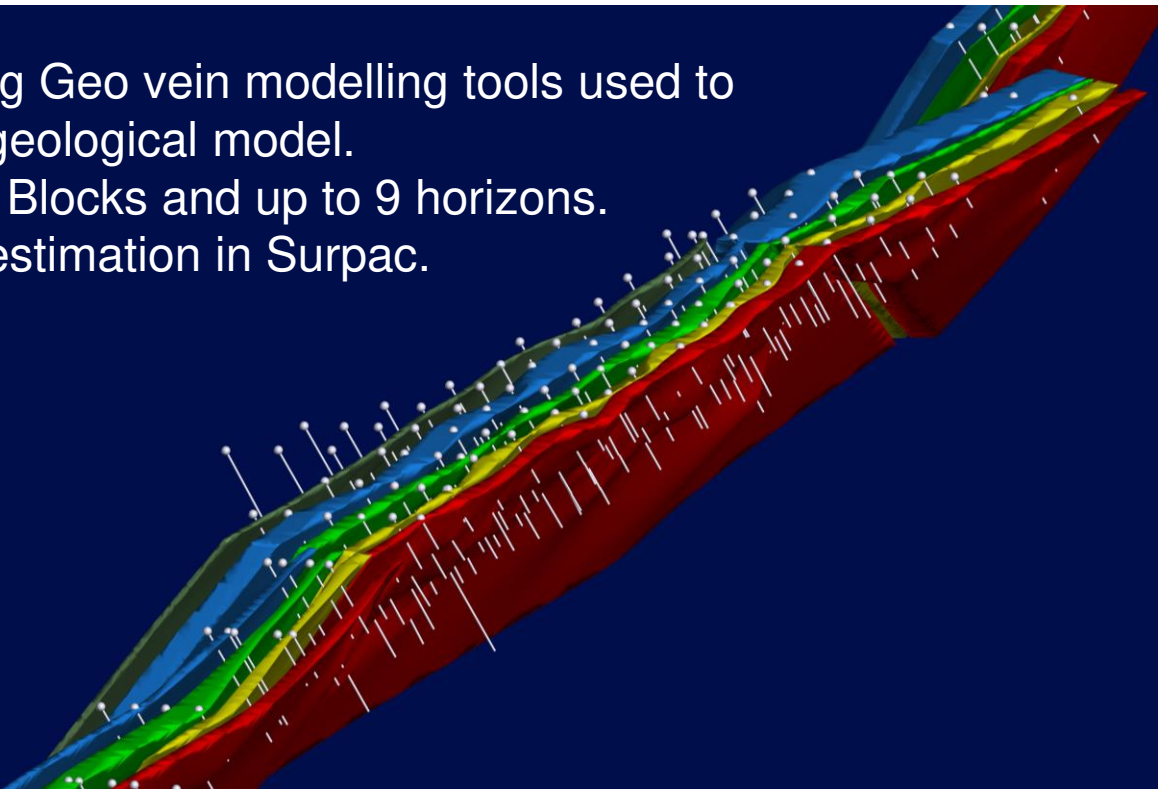 g Geo vein modelling tools used to
geological model.
Blocks and up to 9 horizons.
estimation in Surpac.